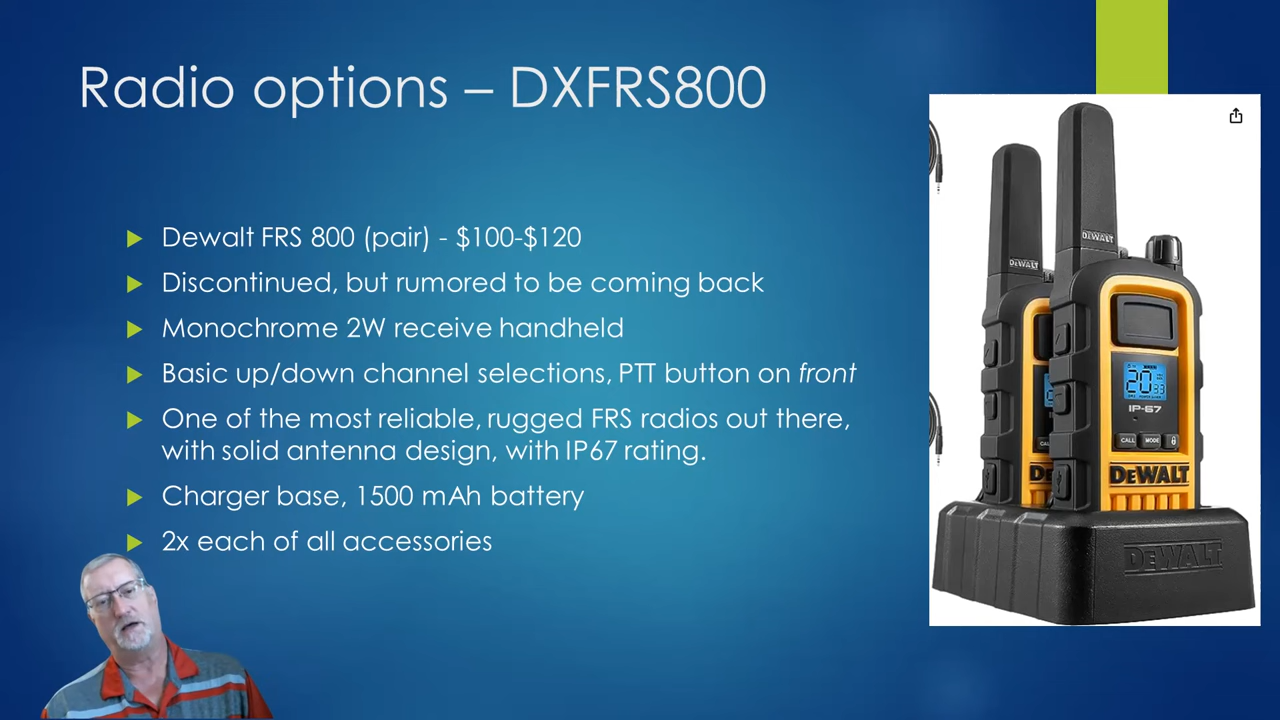 Radio options – DXFRS800
Dewalt FRS 800 (pair) - $100-$120
Discontinued, but rumored to be coming back
Monochrome 2W receive handheld
Basic up/down channel selections, PTT button on front
One of the most reliable, rugged FRS radios out there,
with solid antenna design, with IP67 rating.
Charger base, 1500 mAh battery
2x each of all accessories
DEWALT
DEWALT
20
IP-67
CALL MODE
DEWALT
DEWALT